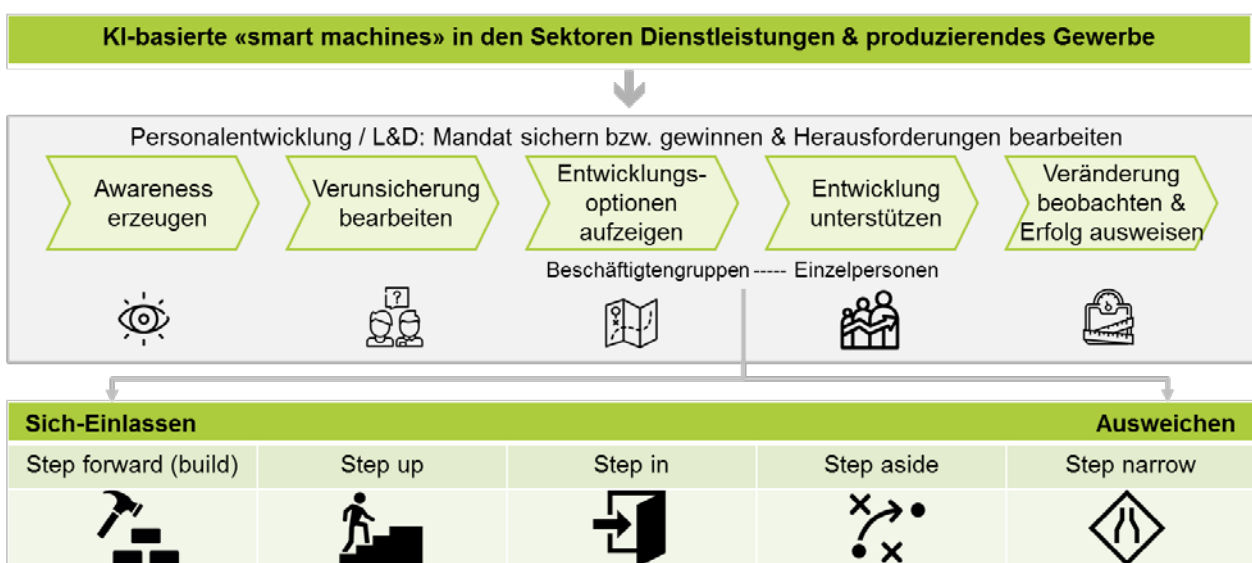 KI-basierte «smart machines» in den Sektoren Dienstleistungen & produzierendes Gewerbe
Personalentwicklung / L&D: Mandat sichern bzw. gewinnen & Herausforderungen bearbeiten
Awareness
erzeugen
Verunsicherung
bearbeiten
Entwicklungs-
optionen
aufzeigen
Entwicklung
unterstützen
Veränderung
beobachten &
Erfolg ausweisen
Beschäftigtengruppen ----- Einzelpersonen
?
Sich-Einlassen
Ausweichen
Step forward (build)
Step up
Step in
Step aside
Step narrow